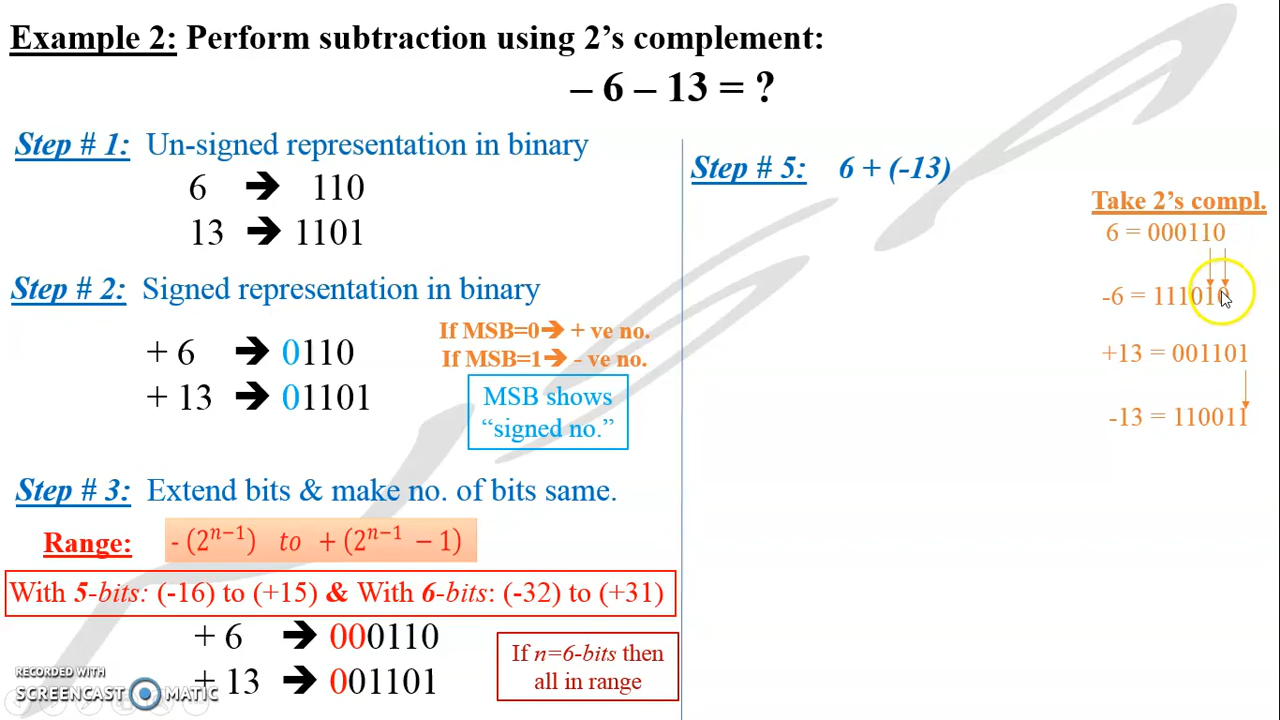 Example 2: Perform subtraction using 2's complement:
– 6 – 13 = ?
Step # 1: Un-signed representation in binary
6 ➔ 110
13 ➔ 1101
Step # 2: Signed representation in binary
+ 6 ➔ 0110
+ 13 ➔ 01101
If MSB=0➔ + ve no.
If MSB=1➔ - ve no.
MSB shows
“signed no.”
Step # 3: Extend bits & make no. of bits same.
Range: - (2ⁿ⁻¹) to + (2ⁿ⁻¹ – 1)
With 5-bits: (-16) to (+15) & With 6-bits: (-32) to (+31)
+ 6 ➔ 000110
+ 13 ➔ 001101
If n=6-bits then
all in range
RECORDED WITH
SCREENCAST MATIC
Step # 5: 6 + (-13)
Take 2's compl.
6 = 000110
-6 = 111010
+13 = 001101
-13 = 110011